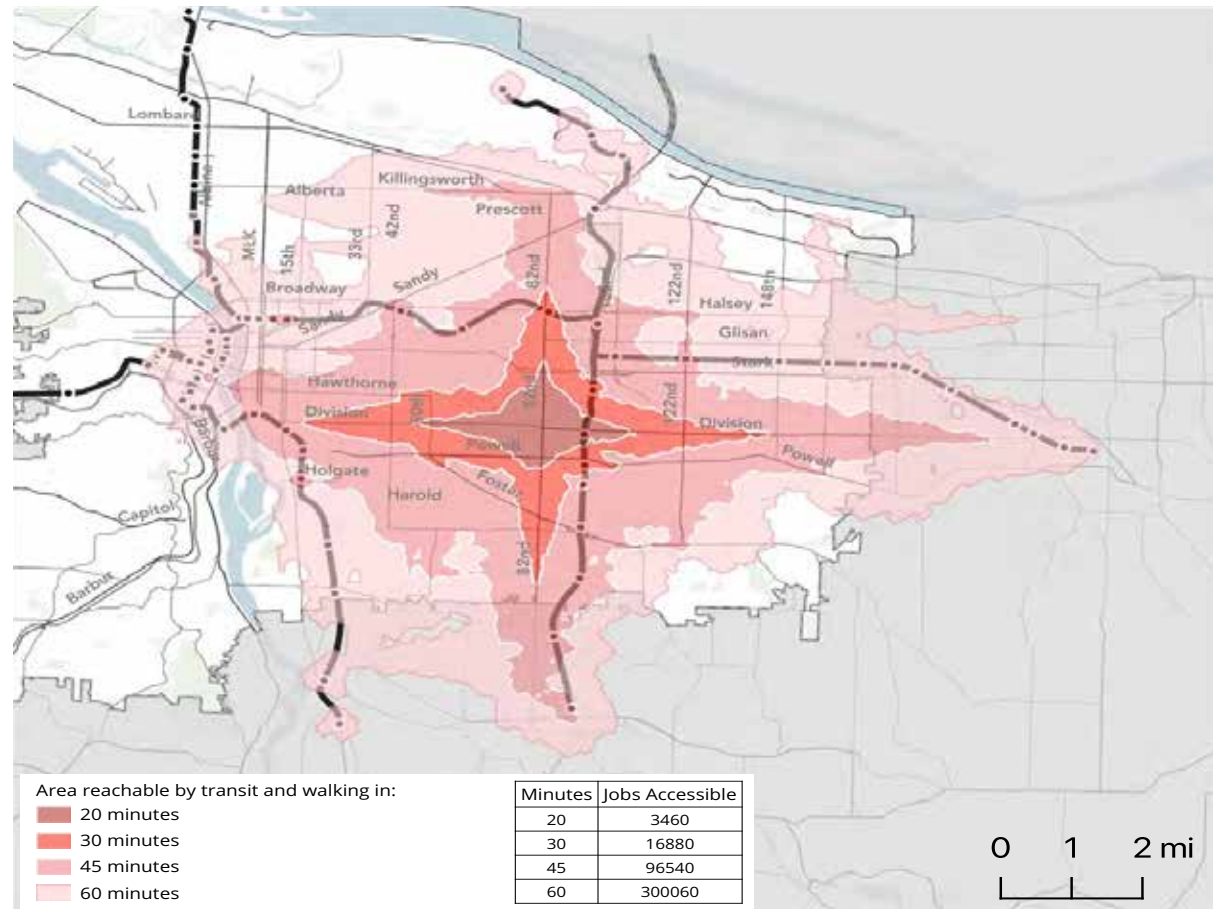 Lombard
Albina
Alberta
Killingsworth
Prescott
42nd
33rd
MLK
15th
82nd
Sandy
Broadway
122nd
148th
Halsey
Sandy
Glisan
Stark
Hawthorne
122nd
Division
Division
Powell
Powell
Holgate
Foster
Harold
Capitol
82nd
Barbur
Area reachable by transit and walking in:
20 minutes
30 minutes
45 minutes
60 minutes
Minutes Jobs Accessible
20 3460
30 16880
45 96540
60 300060
0 1 2 mi